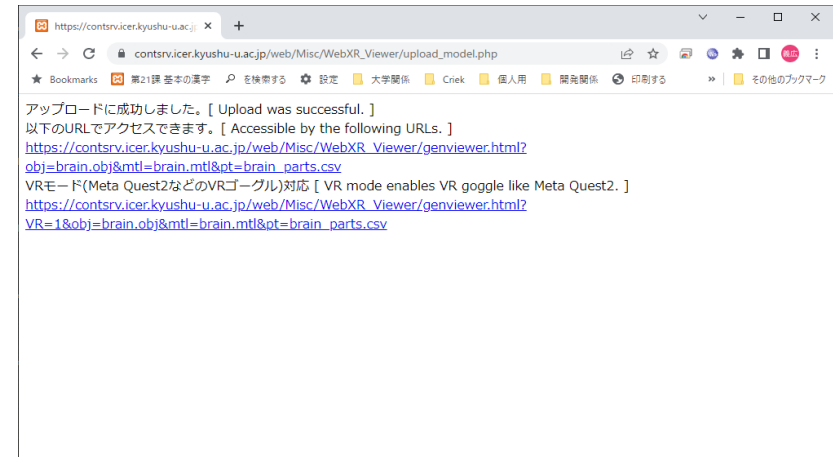 https://contsrv.icer.kyushu-u.ac.j
contsrv.icer.kyushu-u.ac.jp/web/Misc/WebXR_Viewer/upload_model.php
義広
Bookmarks 第21課 基本の漢字 を検索する 設定 大学関係 Criek 個人用 開発関係 印刷する » その他のブックマーク
アップロードに成功しました。[ Upload was successful. ]
以下のURLでアクセスできます。[ Accessible by the following URLs. ]
https://contsrv.icer.kyushu-u.ac.jp/web/Misc/WebXR_Viewer/genviewer.html?
obj=brain.obj&mtl=brain.mtl&pt=brain_parts.csv
VRモード(Meta Quest2などのVRゴーグル)対応 [ VR mode enables VR goggle like Meta Quest2. ]
https://contsrv.icer.kyushu-u.ac.jp/web/Misc/WebXR_Viewer/genviewer.html?
VR=1&obj=brain.obj&mtl=brain.mtl&pt=brain_parts.csv